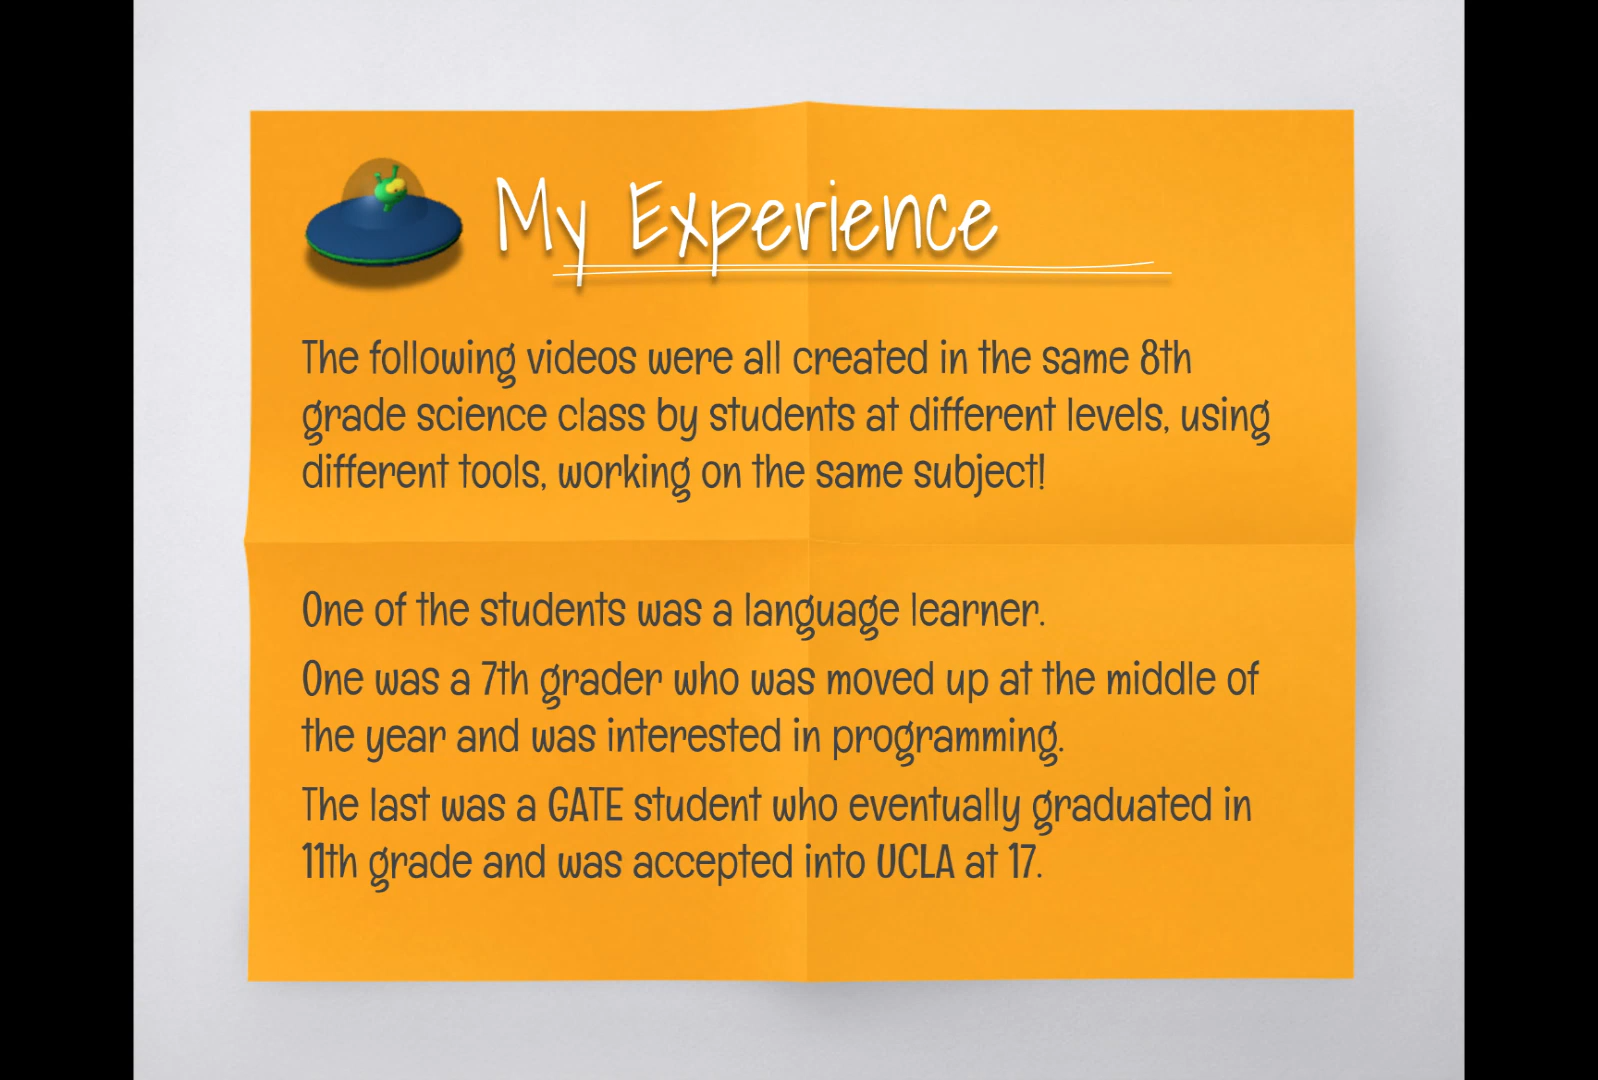 My Experience
The following videos were all created in the same 8th
grade science class by students at different levels, using
different tools, working on the same subject!
One of the students was a language learner.
One was a 7th grader who was moved up at the middle of
the year and was interested in programming.
The last was a GATE student who eventually graduated in
11th grade and was accepted into UCLA at 17.